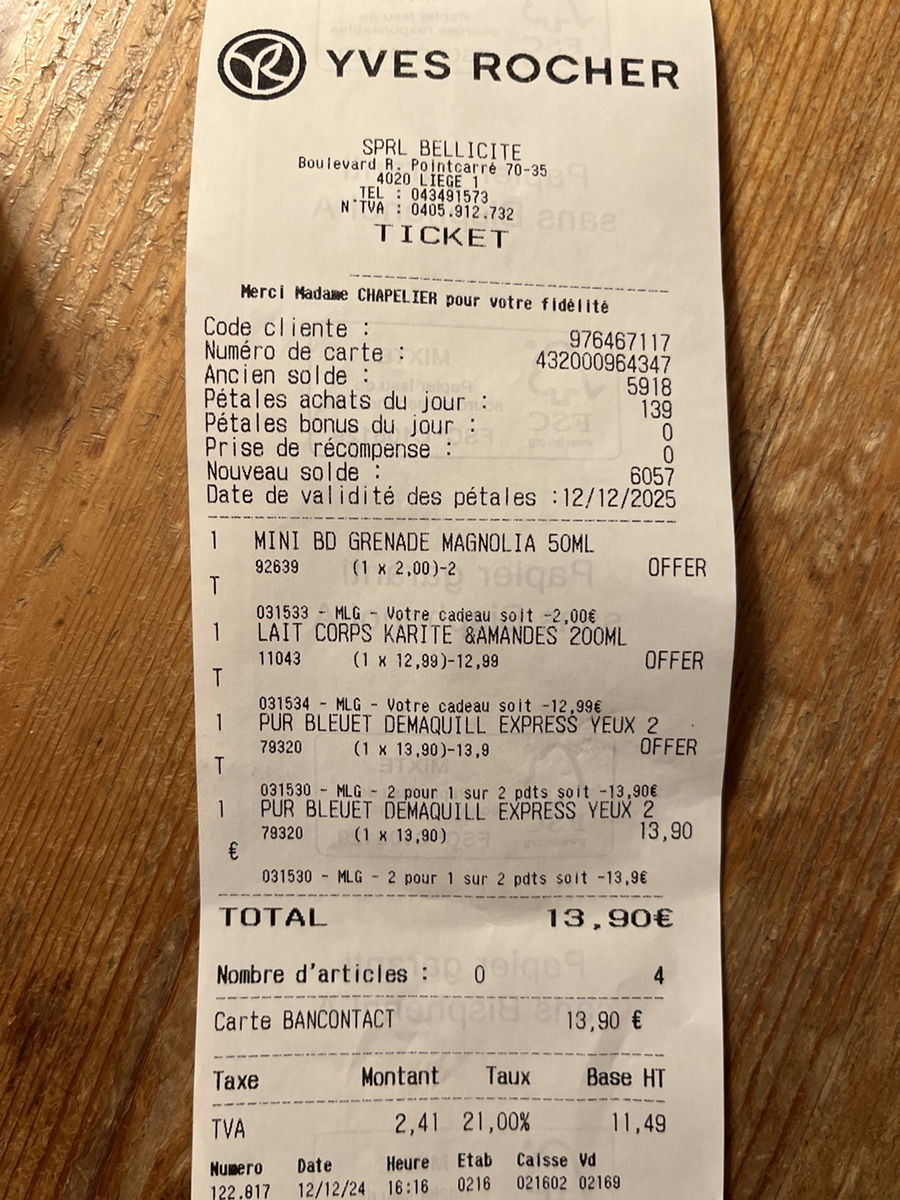 YVES ROCHER
SPRL BELLICITE
Boulevard R. Pointcarré 70-35
4020 LIEGE 1
TEL : 043491573
N°TVA : 0405.912.732
TICKET
Merci Madame CHAPELIER pour votre fidélité
Code cliente : 976467117
Numéro de carte : 432000964347
Ancien solde : 5918
Pétales achats du jour : 139
Pétales bonus du jour : 0
Prise de récompense : 0
Nouveau solde : 6057
Date de validité des pétales :12/12/2025
1 MINI BD GRENADE MAGNOLIA 50ML
92639 (1 x 2,00)-2 OFFER
T
031533 - MLG - Votre cadeau soit -2,00€
1 LAIT CORPS KARITE &AMANDES 200ML
11043 (1 x 12,99)-12,99 OFFER
T
031534 - MLG - Votre cadeau soit -12,99€
1 PUR BLEUET DEMAQUILL EXPRESS YEUX 2
79320 (1 x 13,90)-13,9 OFFER
T
031530 - MLG - 2 pour 1 sur 2 pdts soit -13,90€
1 PUR BLEUET DEMAQUILL EXPRESS YEUX 2
79320 (1 x 13,90) 13,90
€
031530 - MLG - 2 pour 1 sur 2 pdts soit -13,9€
TOTAL 13,90€
Nombre d'articles : 0 4
Carte BANCONTACT 13,90 €
Taxe Montant Taux Base HT
TVA 2,41 21,00% 11,49
Numero Date Heure Etab Caisse Vd
122.817 12/12/24 16:16 0216 021602 02169